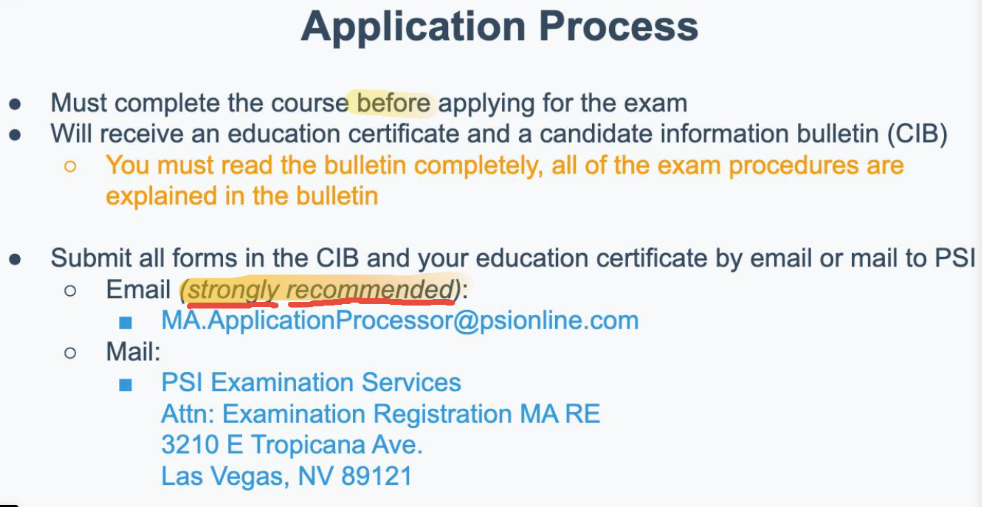 Application Process
● Must complete the course before applying for the exam
● Will receive an education certificate and a candidate information bulletin (CIB)
○ You must read the bulletin completely, all of the exam procedures are
explained in the bulletin
● Submit all forms in the CIB and your education certificate by email or mail to PSI
○ Email (strongly recommended):
■ MA.ApplicationProcessor@psionline.com
○ Mail:
■ PSI Examination Services
Attn: Examination Registration MA RE
3210 E Tropicana Ave.
Las Vegas, NV 89121